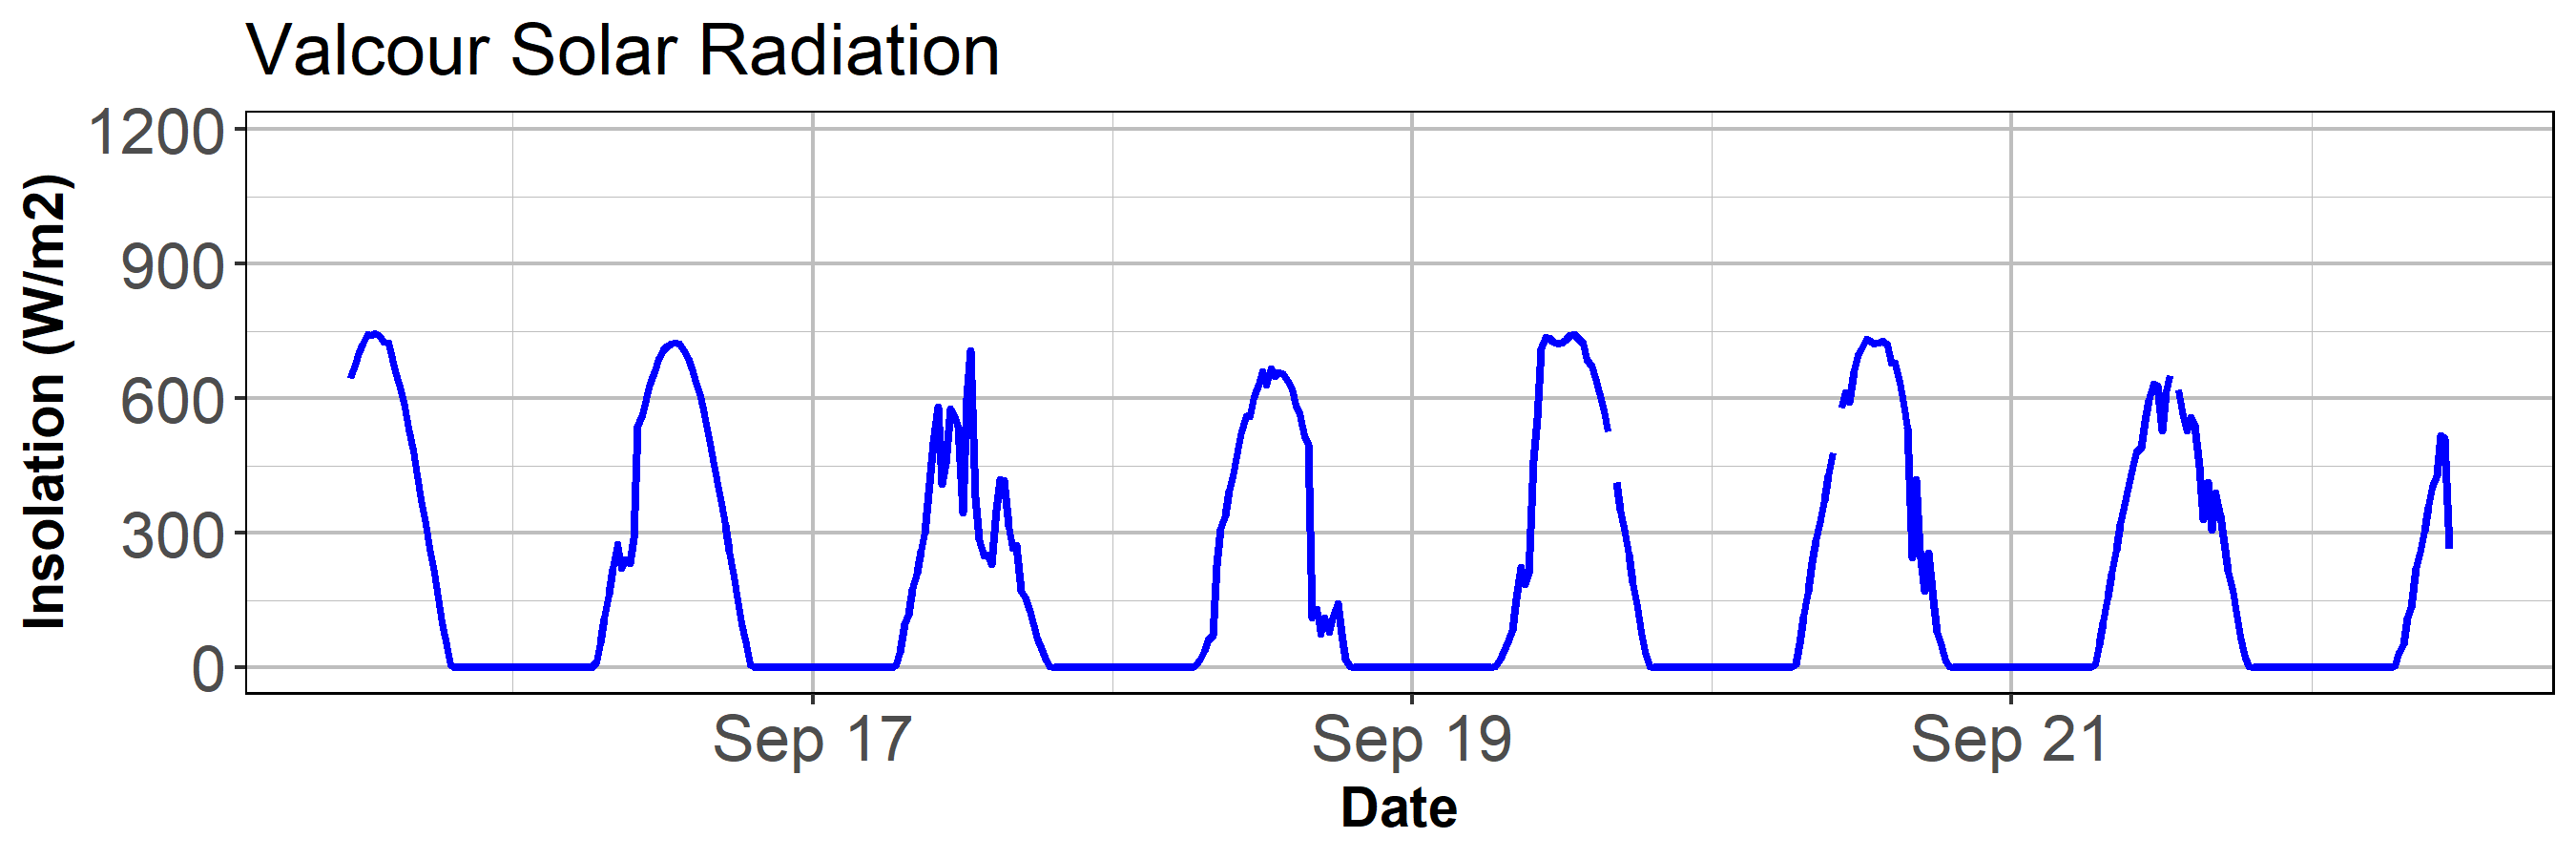 Valcour Solar Radiation
Insolation (W/m2)
1200
900
600
300
0
Sep 17 Sep 19 Sep 21
Date